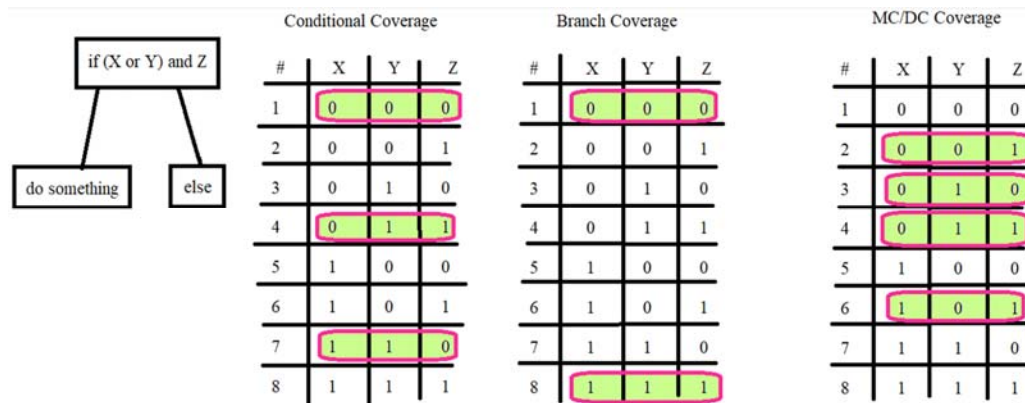 if (X or Y) and Z
do something
else
Conditional Coverage
# X Y Z
1 0 0 0
2 0 0 1
3 0 1 0
4 0 1 1
5 1 0 0
6 1 0 1
7 1 1 0
8 1 1 1
Branch Coverage
# X Y Z
1 0 0 0
2 0 0 1
3 0 1 0
4 0 1 1
5 1 0 0
6 1 0 1
7 1 1 0
8 1 1 1
MC/DC Coverage
# X Y Z
1 0 0 0
2 0 0 1
3 0 1 0
4 0 1 1
5 1 0 0
6 1 0 1
7 1 1 0
8 1 1 1